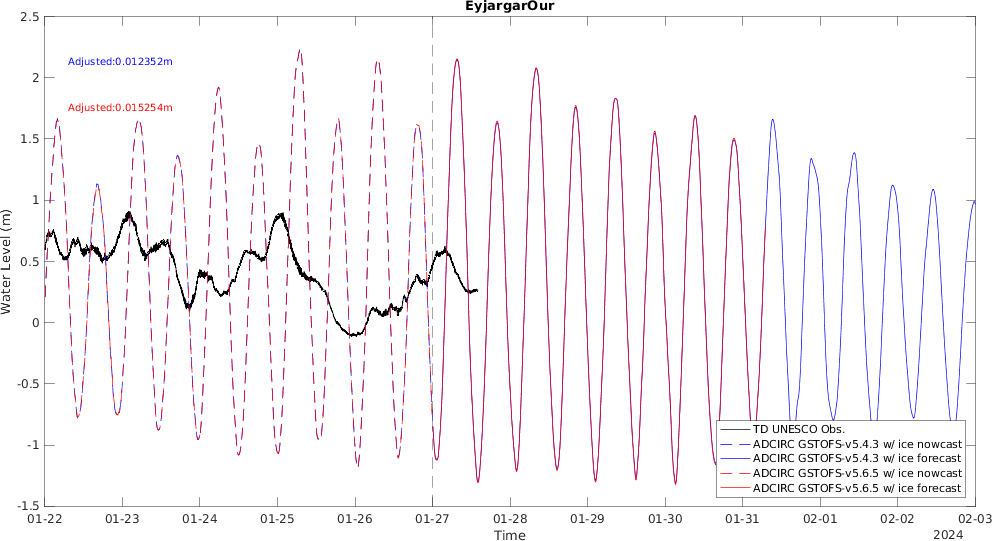 EyjargarOur
Adjusted:0.012352m
Adjusted:0.015254m
Water Level (m)
2.5
2
1.5
1
0.5
0
-0.5
-1
-1.5
TD UNESCO Obs.
ADCIRC GSTOFS-v5.4.3 w/ ice nowcast
ADCIRC GSTOFS-v5.4.3 w/ ice forecast
ADCIRC GSTOFS-v5.6.5 w/ ice nowcast
ADCIRC GSTOFS-v5.6.5 w/ ice forecast
01-22 01-23 01-24 01-25 01-26 01-27 01-28 01-29 01-30 01-31 02-01 02-02 02-03
Time
2024